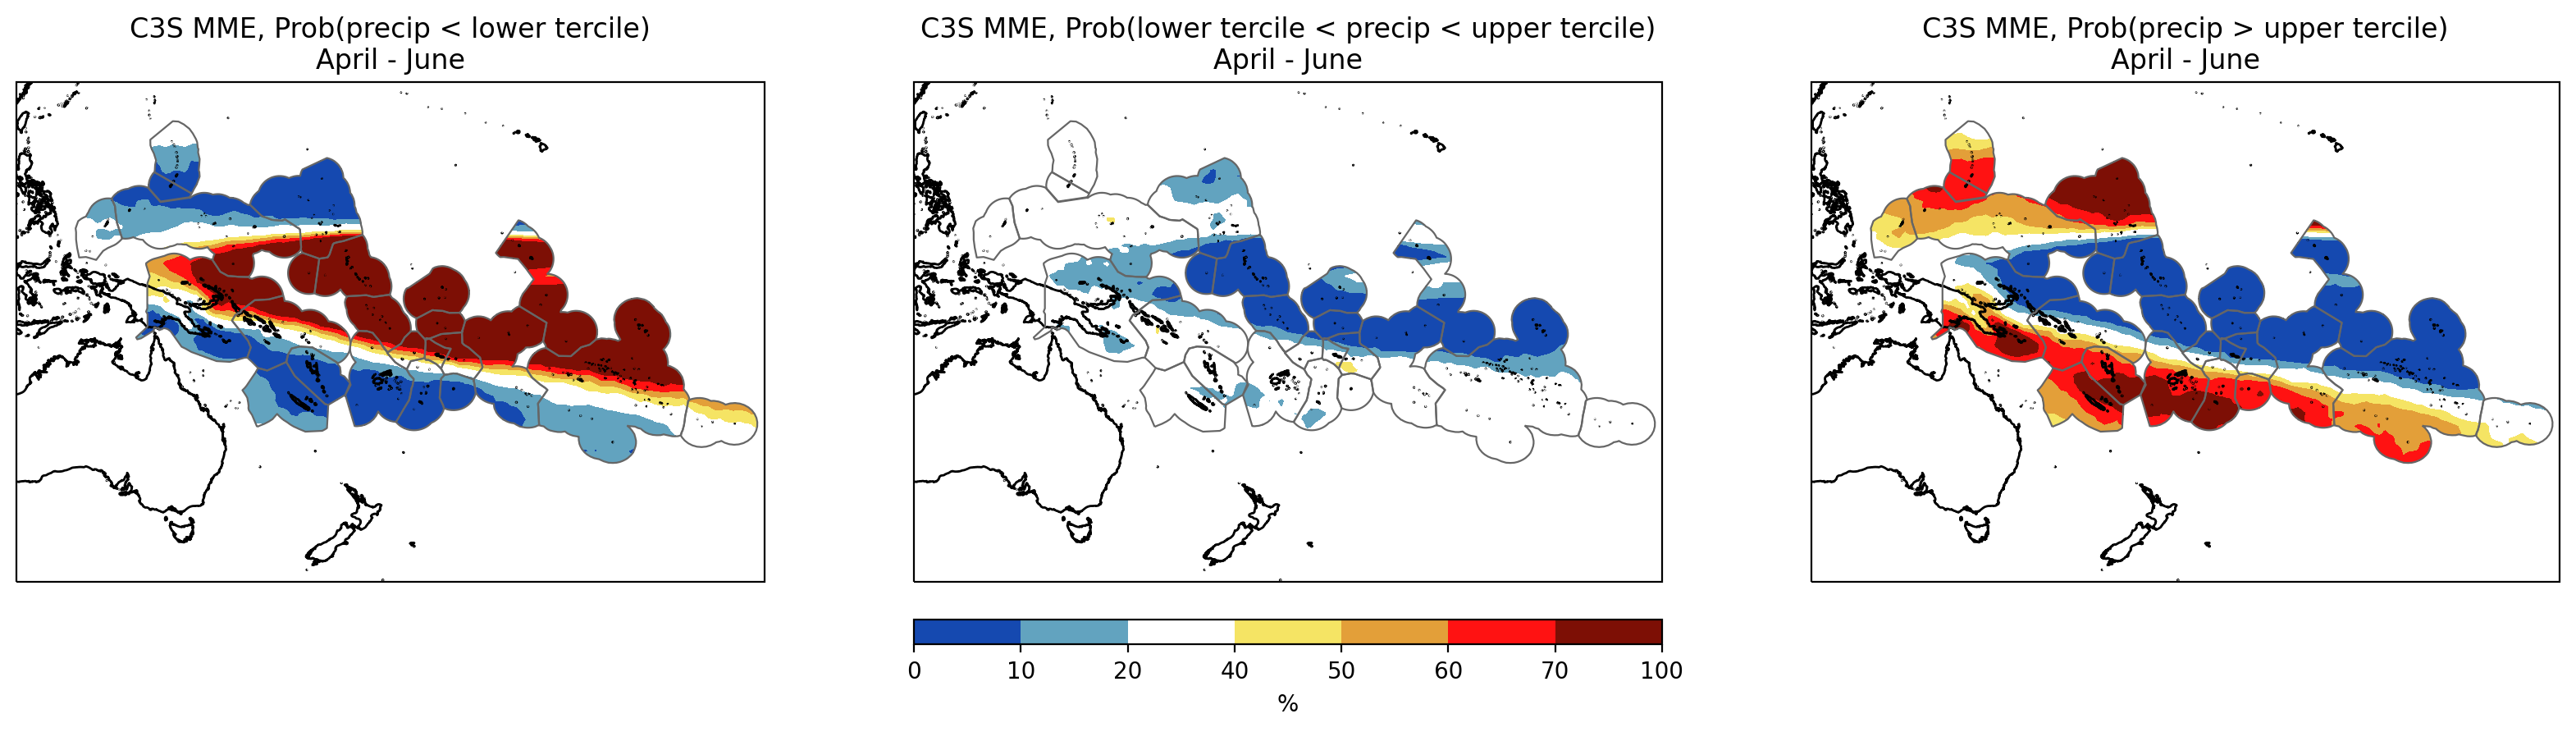 C3S MME, Prob(precip < lower tercile)
April - June
C3S MME, Prob(lower tercile < precip < upper tercile)
April - June
C3S MME, Prob(precip > upper tercile)
April - June
0 10 20 40 50 60 70 100
%